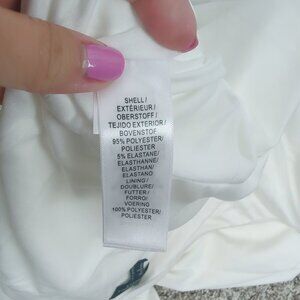 SHELL/
EXTÉRIEUR/
OBERSTOFF/
TEJIDO EXTERIOR/
BOVENSTOF
95% POLYESTER/
POLIESTER
5% ELASTANE/
ELASTHANNE/
ELASTHAN/
ELASTANO
LINING/
DOUBLURE/
FUTTER/
FORRO/
VOERING
100% POLYESTER/
POLIESTER